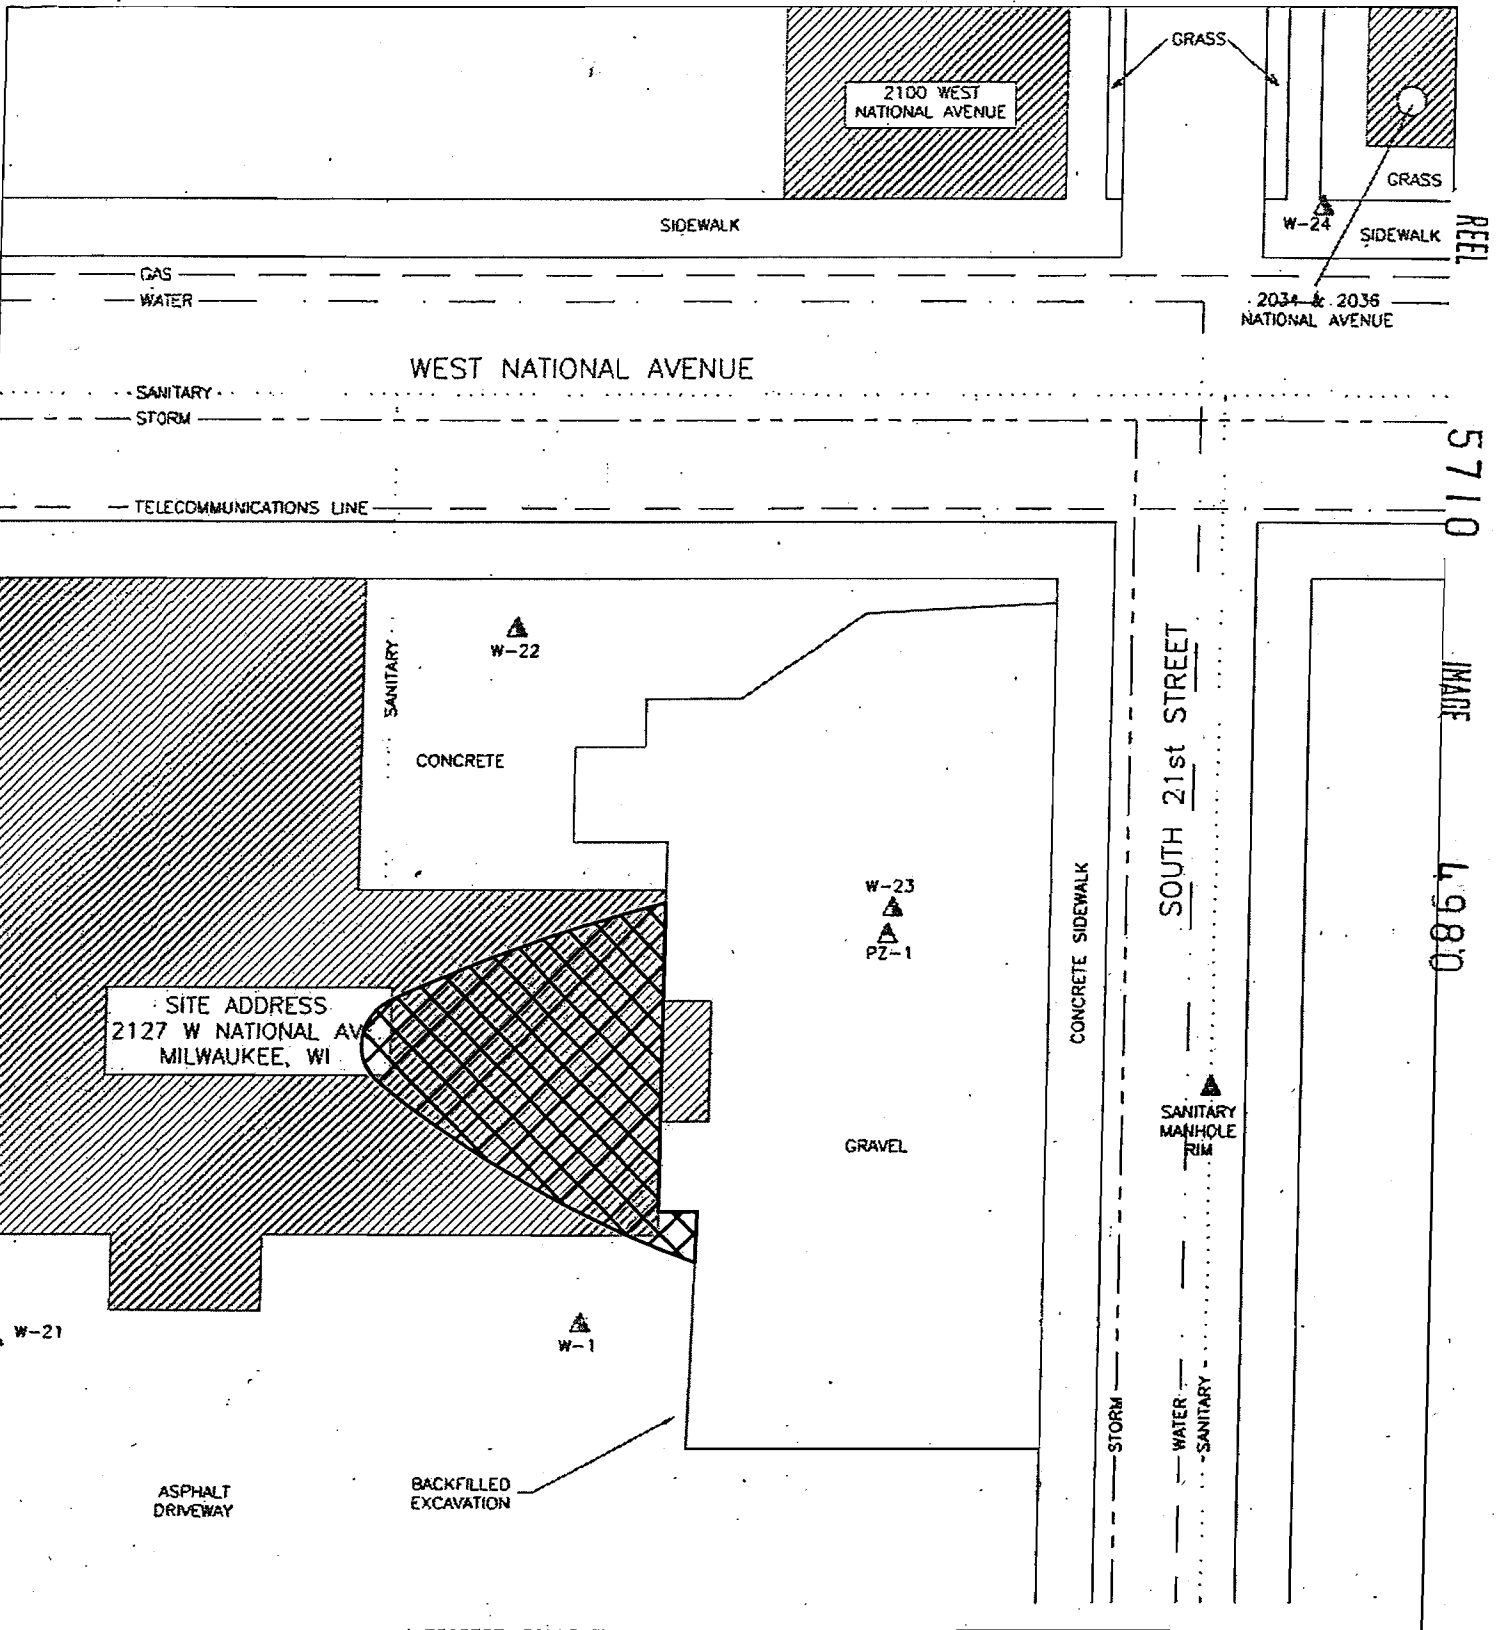 GRASS
2100 WEST
NATIONAL AVENUE
GRASS
W-24
SIDEWALK
SIDEWALK
REEL
GAS
WATER
2034 & 2036
NATIONAL AVENUE
WEST NATIONAL AVENUE
SANITARY
STORM
5710
TELECOMMUNICATIONS LINE
W-22
SANITARY
SOUTH 21st STREET
IMAGE
CONCRETE
W-23
PZ-1
CONCRETE SIDEWALK
4980
SITE ADDRESS
2127 W NATIONAL AV
MILWAUKEE, WI
SANITARY
MANHOLE
RIM
GRAVEL
W-21
W-1
STORM
WATER
SANITARY
BACKFILLED
EXCAVATION
ASPHALT
DRIVEWAY